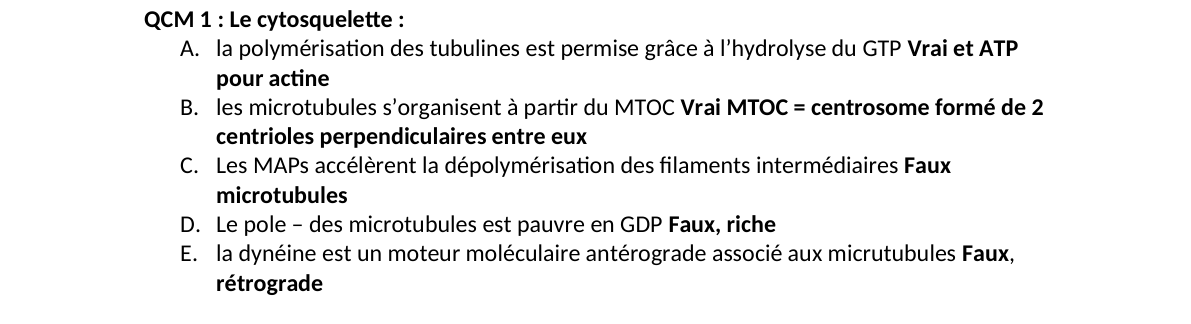 QCM 1 : Le cytosquelette :
A. la polymérisation des tubulines est permise grâce à l’hydrolyse du GTP Vrai et ATP
pour actine
B. les microtubules s’organisent à partir du MTOC Vrai MTOC = centrosome formé de 2
centrioles perpendiculaires entre eux
C. Les MAPs accélèrent la dépolymérisation des filaments intermédiaires Faux
microtubules
D. Le pole – des microtubules est pauvre en GDP Faux, riche
E. la dynéine est un moteur moléculaire antérograde associé aux micrutubules Faux,
rétrograde